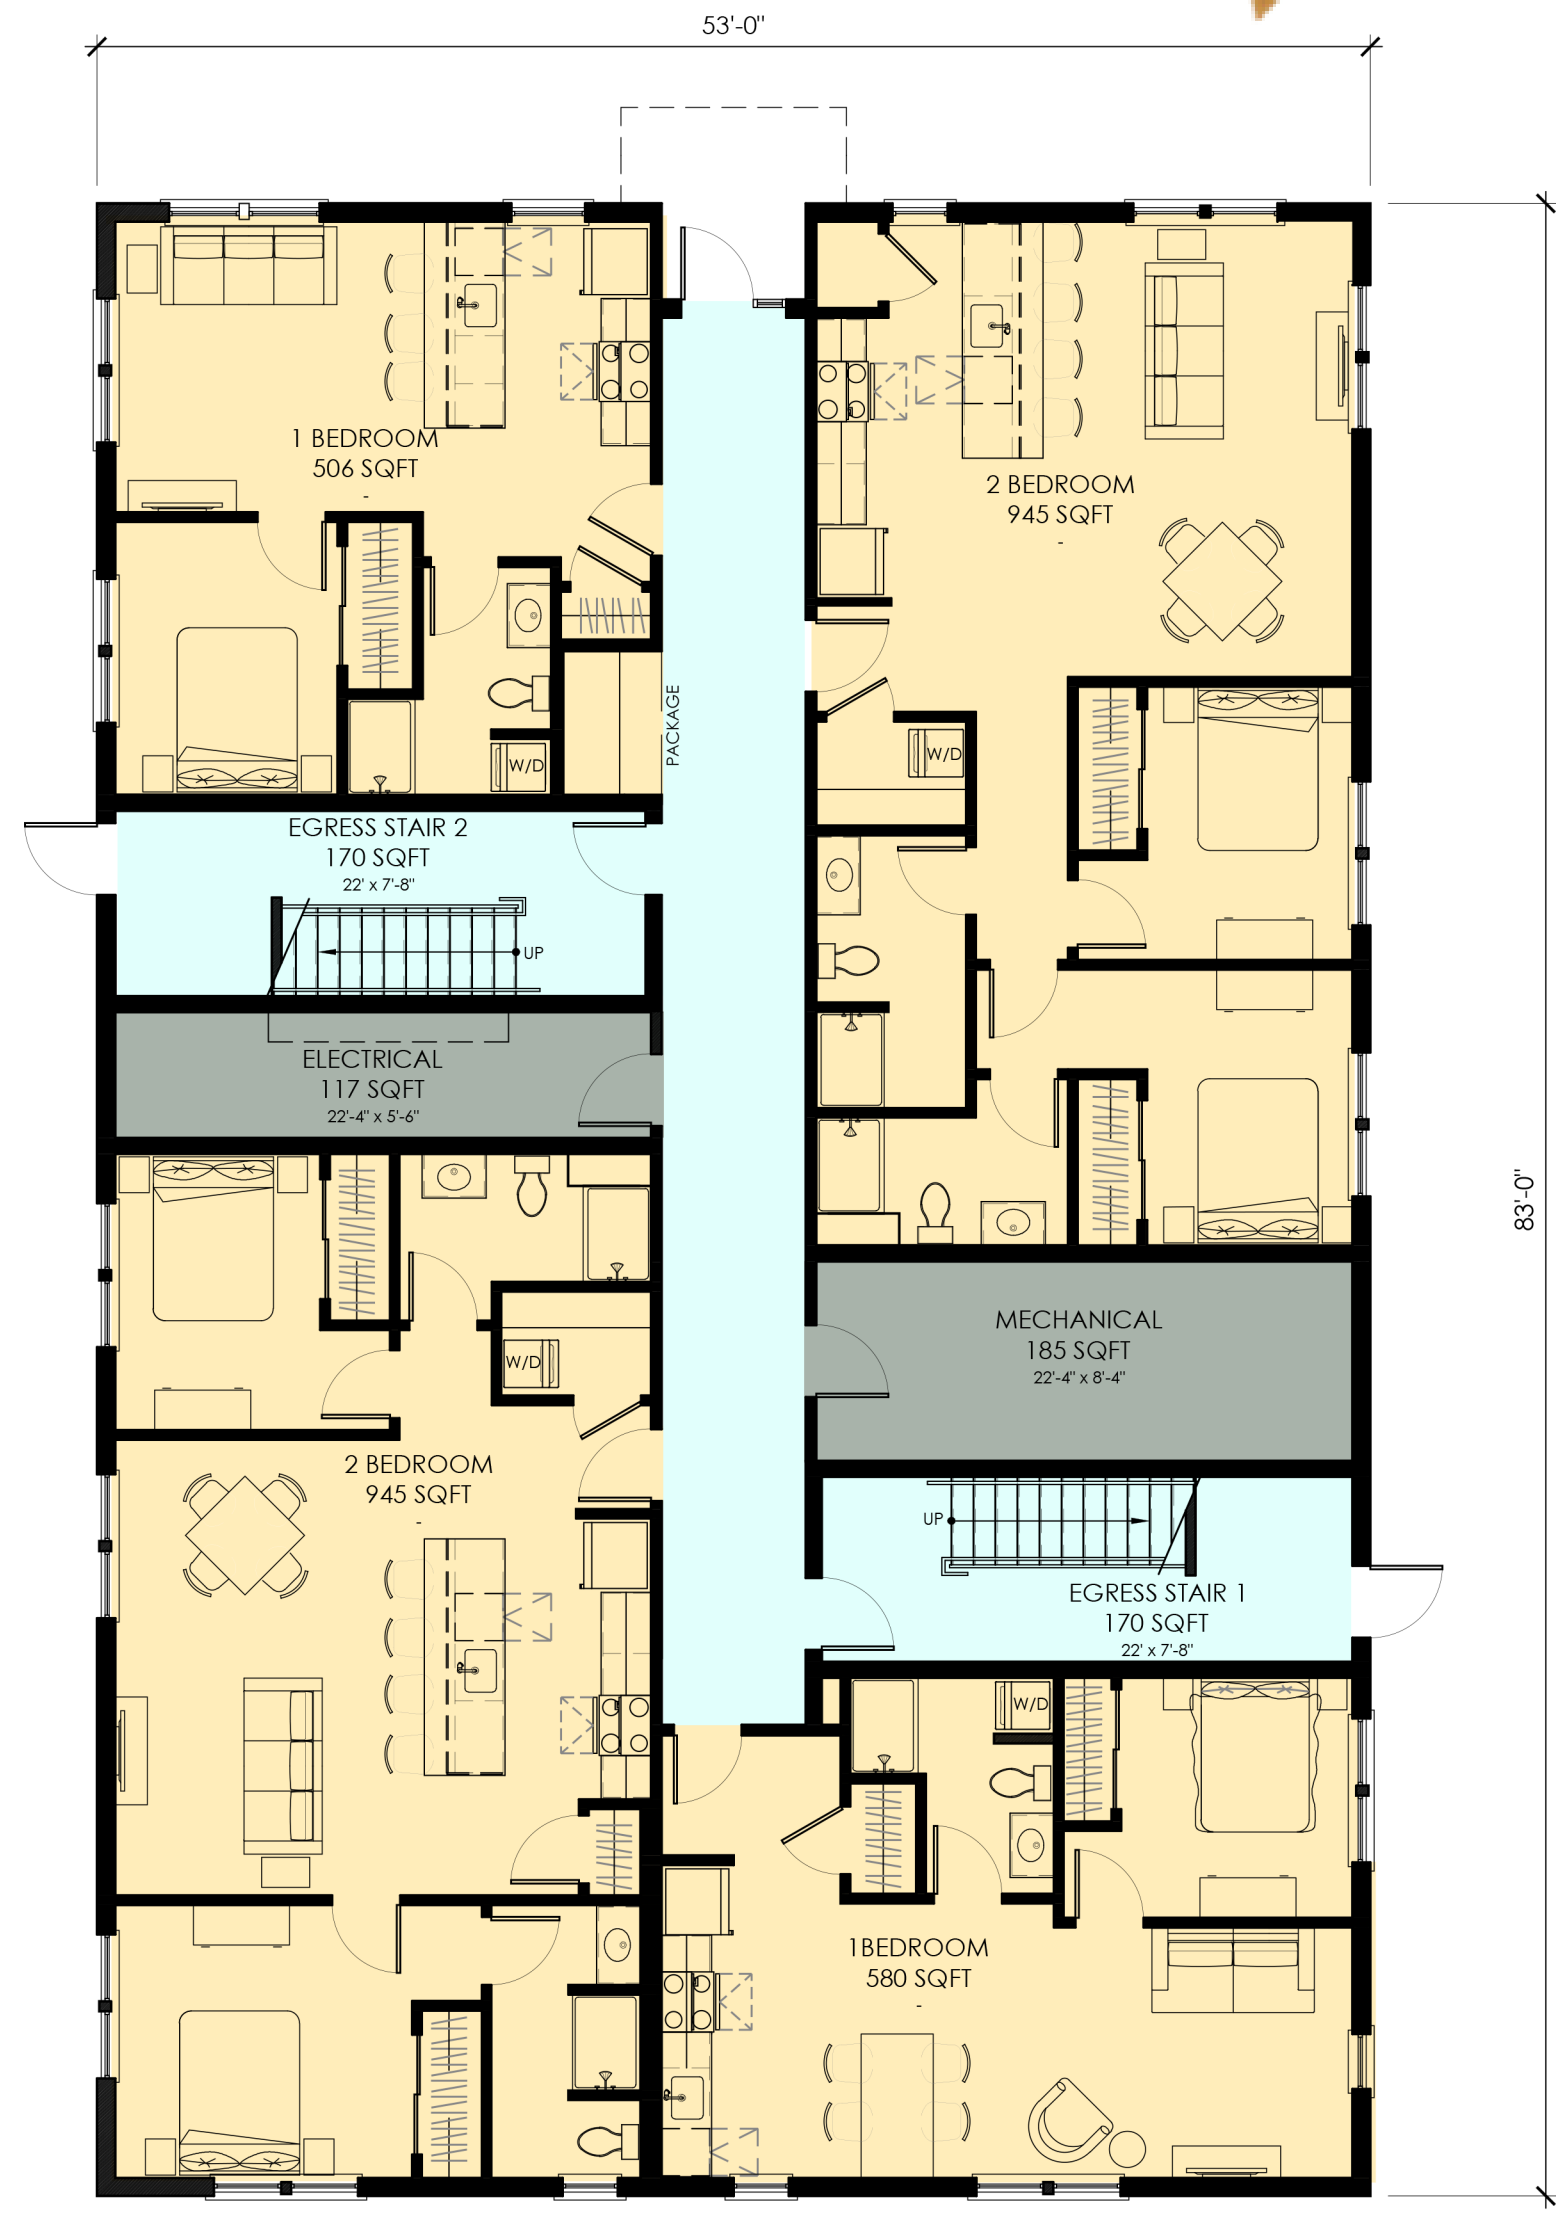 53'-0"
1 BEDROOM
506 SQFT
-
2 BEDROOM
945 SQFT
-
PACKAGE
W/D
W/D
EGRESS STAIR 2
170 SQFT
22' x 7'-8"
UP
ELECTRICAL
117 SQFT
22'-4" x 5'-6"
83'-0"
MECHANICAL
185 SQFT
22'-4" x 8'-4"
W/D
2 BEDROOM
945 SQFT
-
UP
EGRESS STAIR 1
170 SQFT
22' x 7'-8"
W/D
1BEDROOM
580 SQFT
-